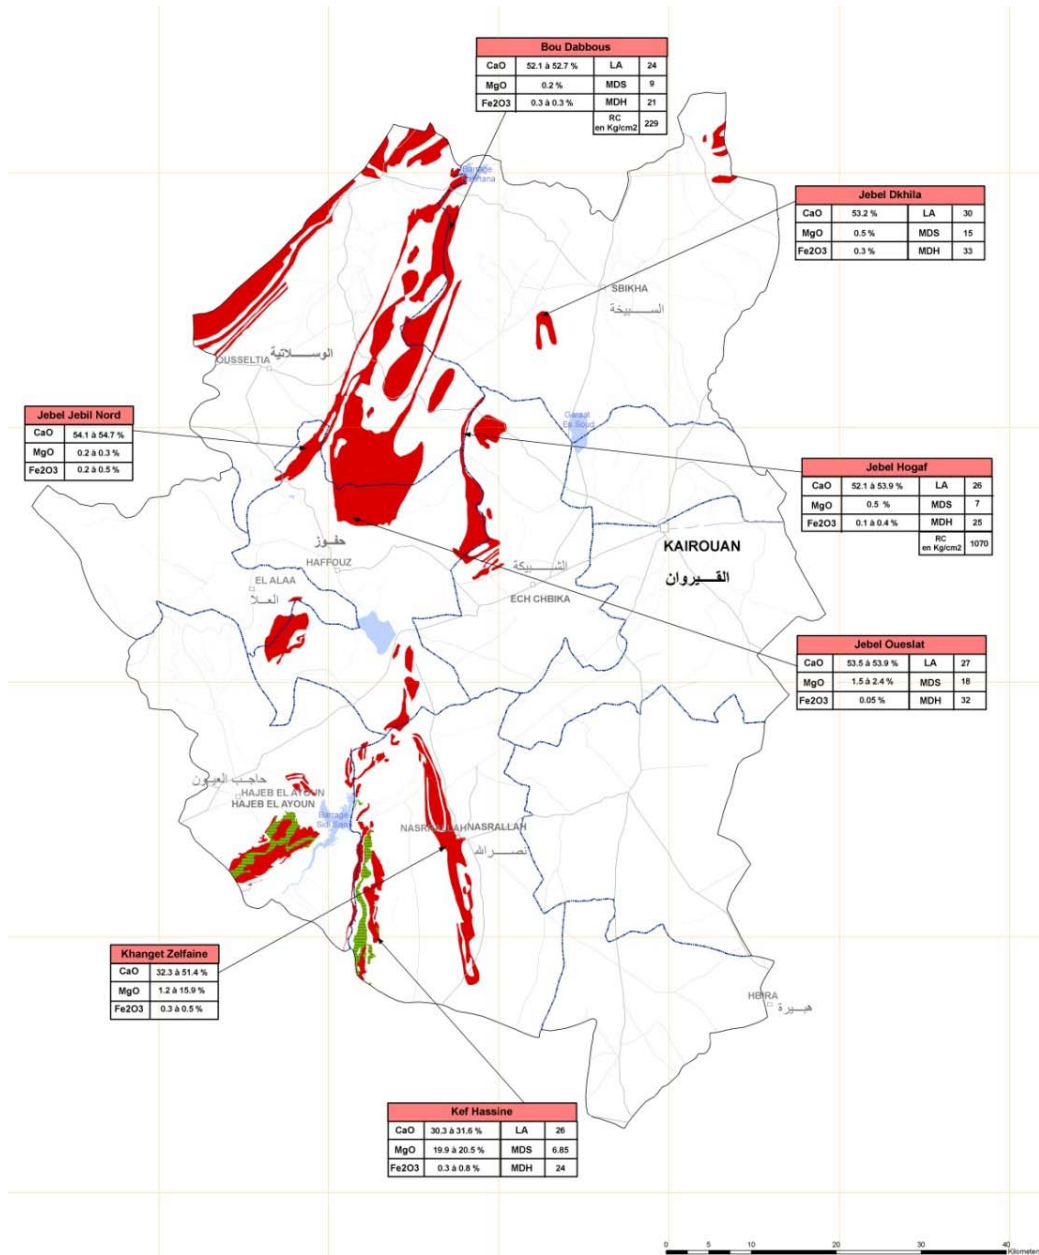 Bou Dabbous
CaO 52.1 à 52.7 % LA 24
MgO 0.2 % MDS 9
Fe2O3 0.3 à 0.3 % MDH 21
RC
en Kg/cm2 229
Barrage
Jebel Dkhila
CaO 53.2 % LA 30
MgO 0.5 % MDS 15
Fe2O3 0.3 % MDH 33
SBIKHA
السبيخة
الوسلاتية
OUSSELTIA
Jebel Jebil Nord
CaO 54.1 à 54.7 %
MgO 0.2 à 0.3 %
Fe2O3 0.2 à 0.5 %
Garaat
En Soud
Jebel Hogaf
CaO 52.1 à 53.9 % LA 26
MgO 0.5 % MDS 7
Fe2O3 0.1 à 0.4 % MDH 25
RC
en Kg/cm2 1070
حفوز
HAFFOUZ
KAIROUAN
القيروان
الشبيكة
ECH CHBIKA
EL ALAA
العلا
Jebel Oueslat
CaO 53.5 à 53.9 % LA 27
MgO 1.5 à 2.4 % MDS 18
Fe2O3 0.05 % MDH 32
حاجب العيون
HAJEB EL AYOUN
HAJEB EL AYOUN
Barrage
NASRALLAH NASRALLAH
نصرالله
Khanget Zelfaine
CaO 32.3 à 51.4 %
MgO 1.2 à 15.9 %
Fe2O3 0.3 à 0.5 %
HBIRA
هبيرة
Kef Hassine
CaO 30.3 à 31.6 % LA 26
MgO 19.9 à 20.5 % MDS 6.85
Fe2O3 0.3 à 0.8 % MDH 24
0 5 10 20 30 40
Kilometers